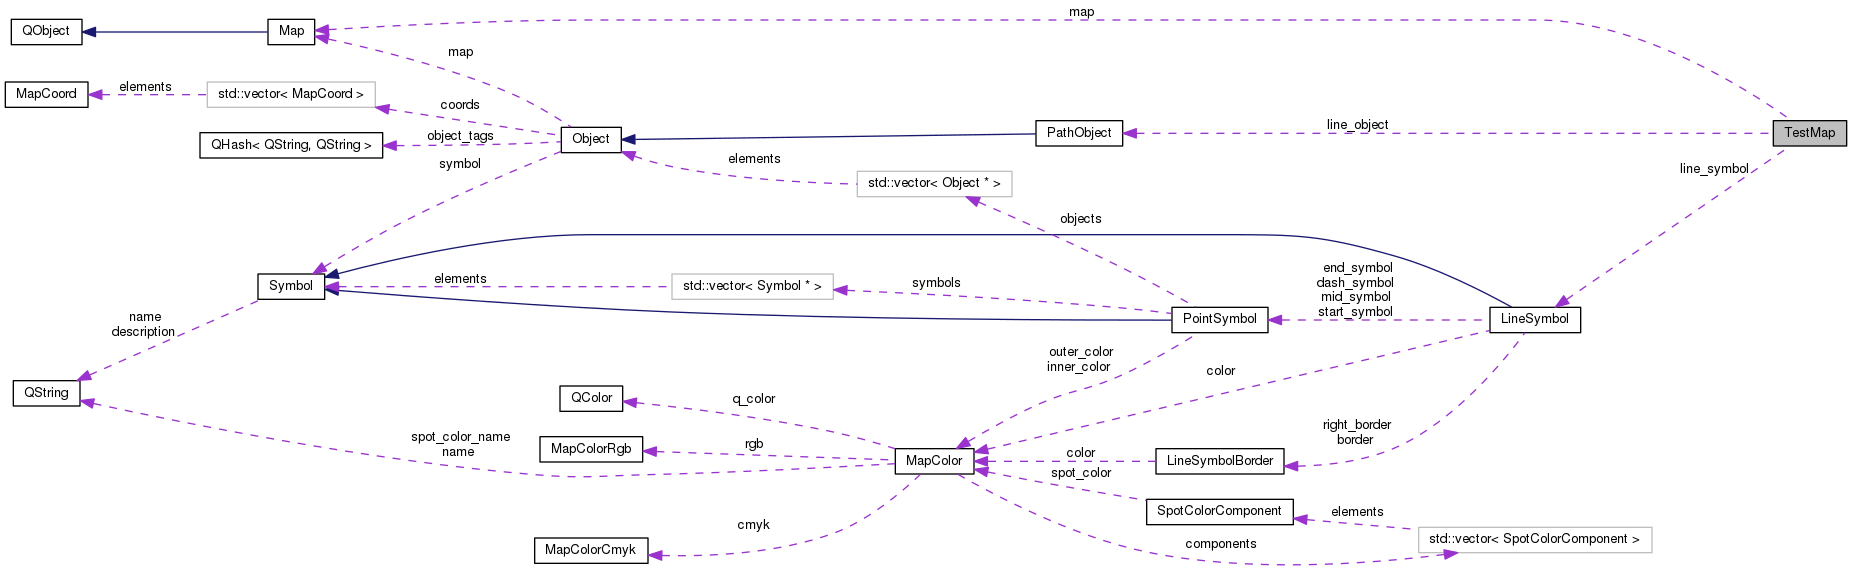 map
QObject
Map
map
MapCoord
elements
std::vector< MapCoord >
coords
object_tags
QHash< QString, QString >
Object
PathObject
line_object
TestMap
symbol
elements
std::vector< Object * >
line_symbol
objects
Symbol
elements
std::vector< Symbol * >
symbols
end_symbol
dash_symbol
mid_symbol
start_symbol
PointSymbol
LineSymbol
name
description
outer_color
inner_color
color
QString
QColor
q_color
spot_color_name
name
MapColorRgb
rgb
MapColor
color
LineSymbolBorder
right_border
border
spot_color
SpotColorComponent
elements
cmyk
MapColorCmyk
components
std::vector< SpotColorComponent >